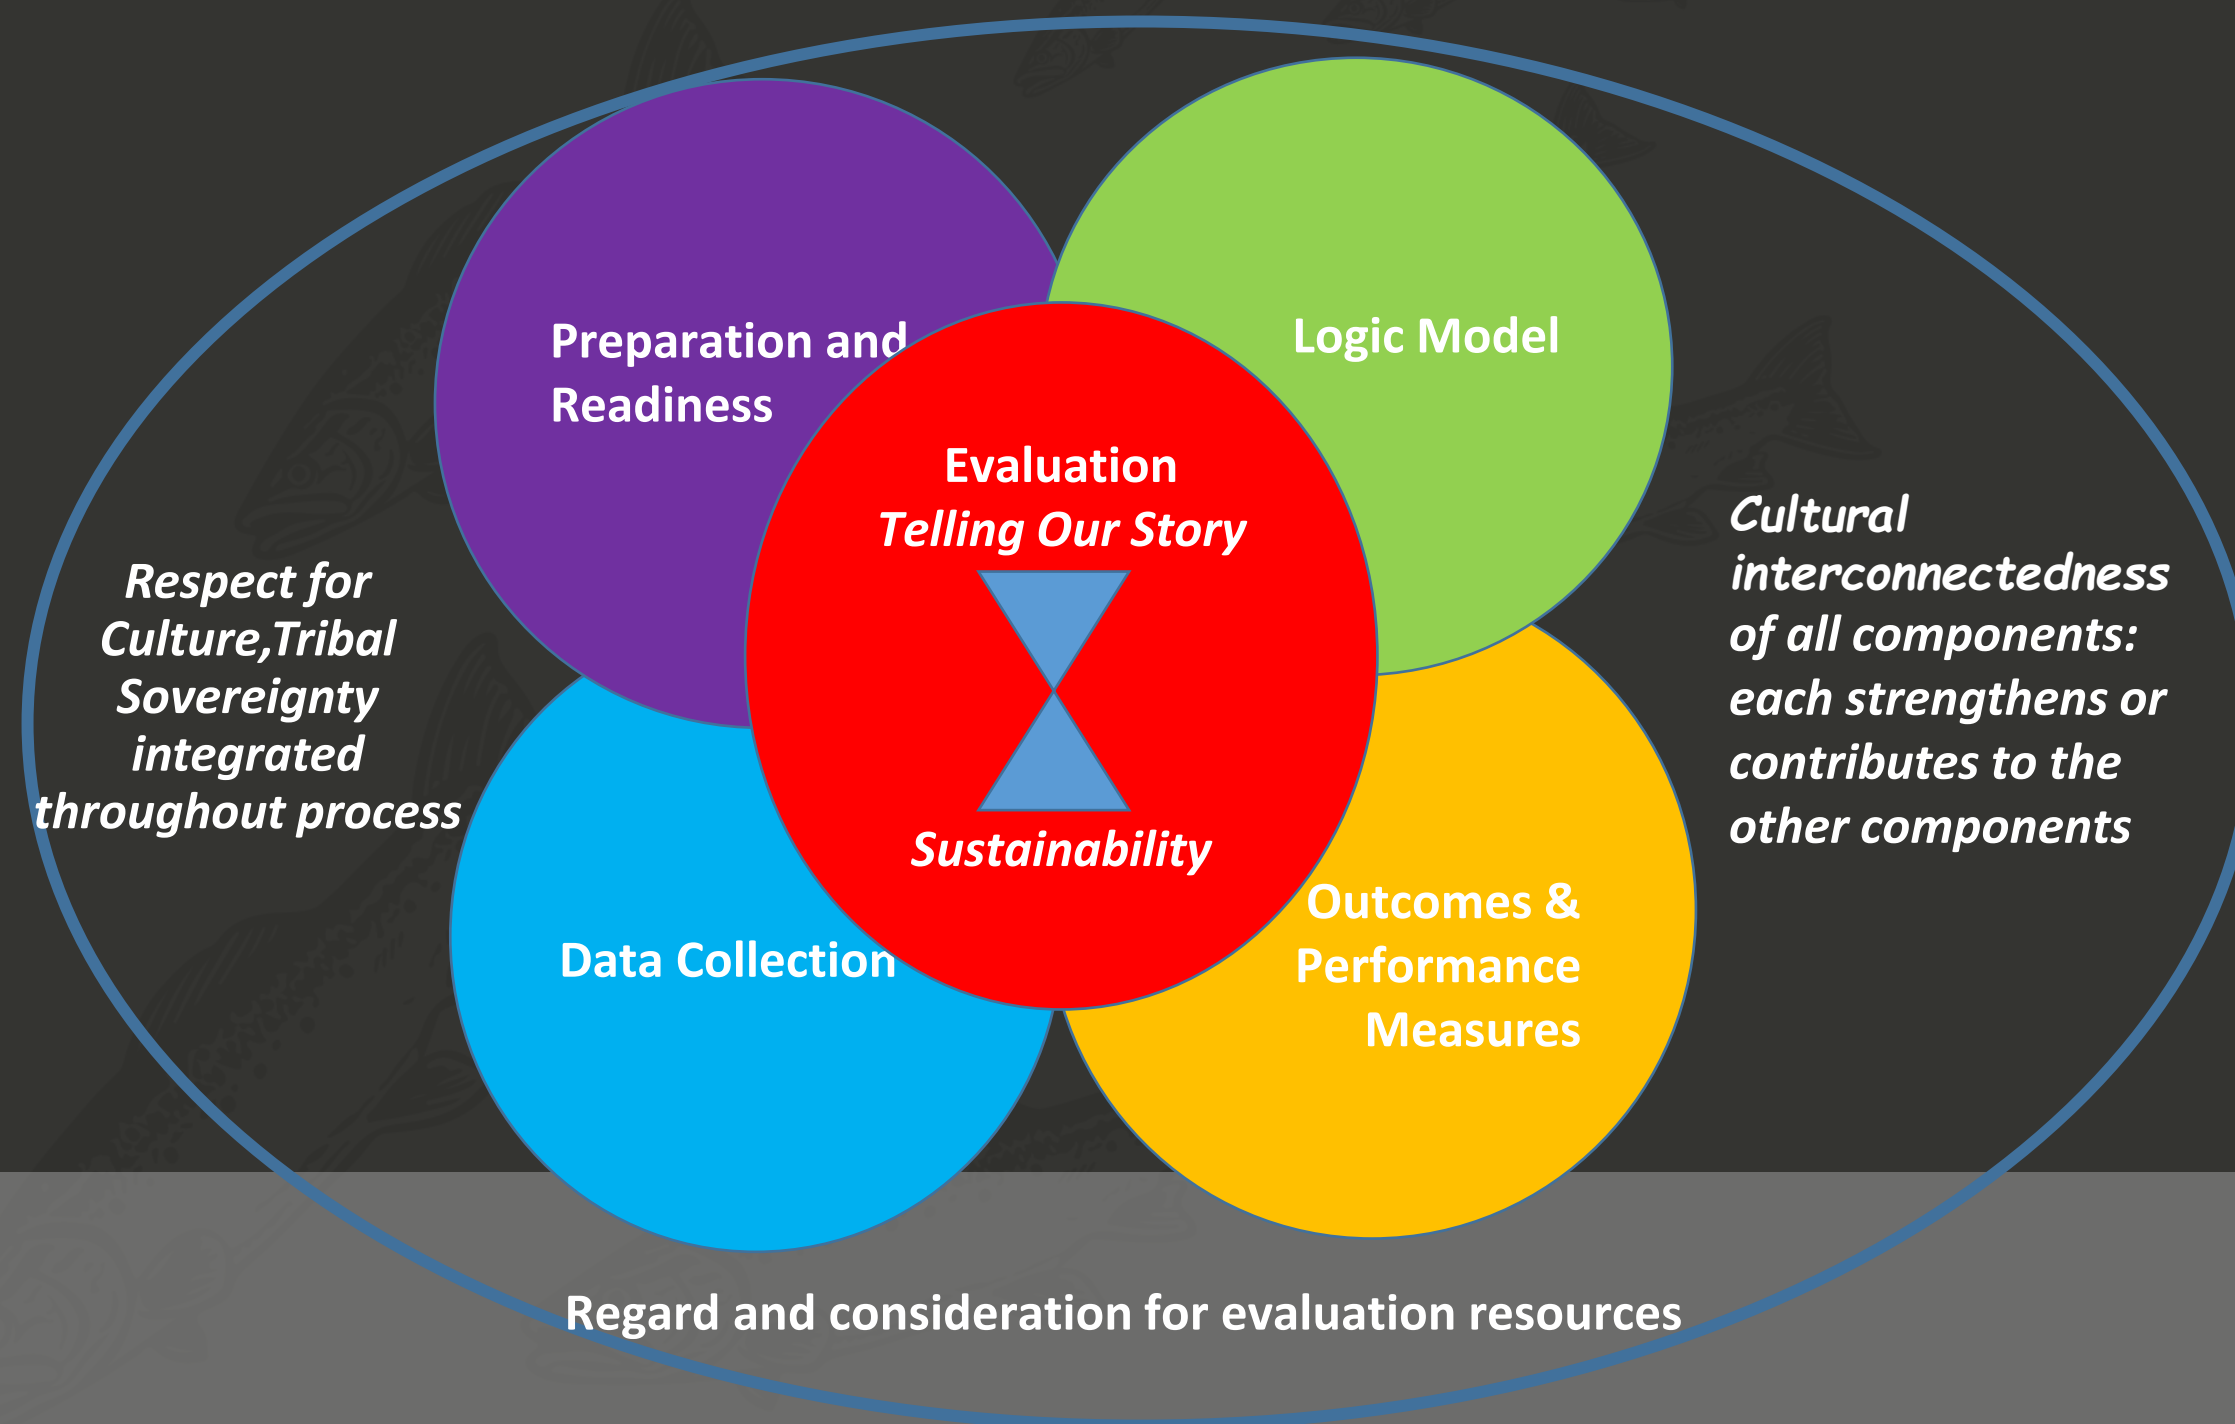 Preparation and
Readiness
Logic Model
Evaluation
Telling Our Story
Sustainability
Respect for
Culture,Tribal
Sovereignty
integrated
throughout process
Cultural
interconnectedness
of all components:
each strengthens or
contributes to the
other components
Data Collection
Outcomes &
Performance
Measures
Regard and consideration for evaluation resources